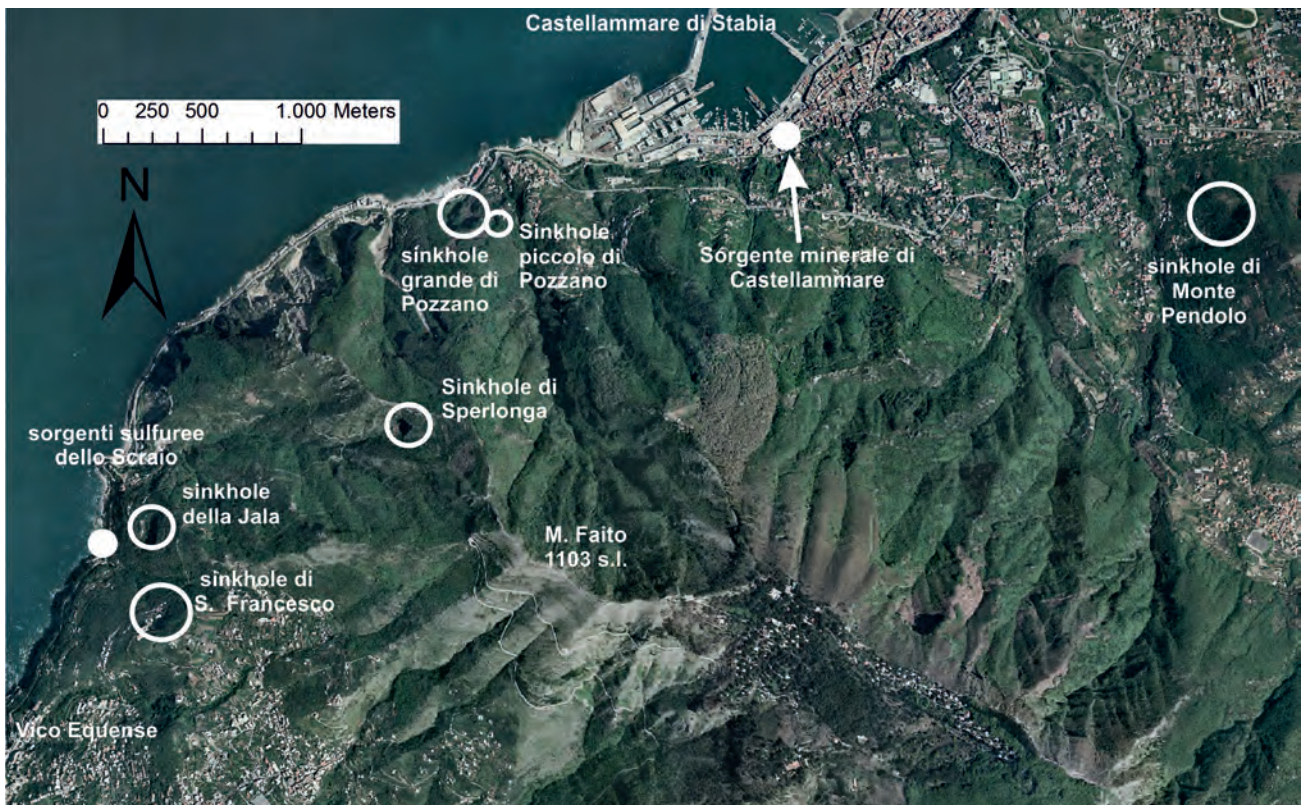 Castellammare di Stabia
0 250 500 1.000 Meters
N
sinkhole
grande di
Pozzano
Sinkhole
piccolo di
Pozzano
Sorgente minerale di
Castellammare
sinkhole di
Monte
Pendolo
Sinkhole di
Sperlonga
sorgenti sulfuree
dello Scraio
sinkhole
della Jala
M. Faito
1103 s.l.
sinkhole di
S. Francesco
Vico Equense